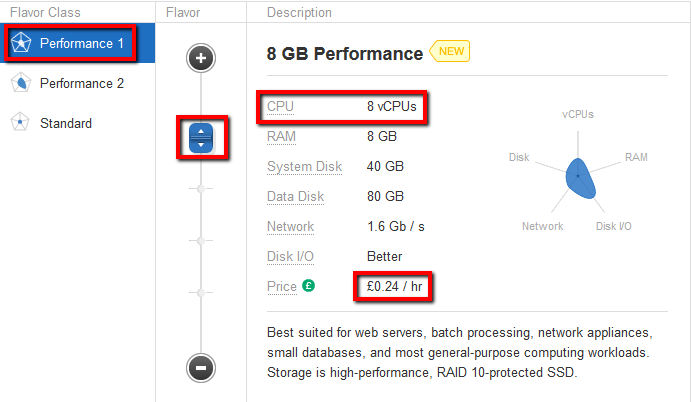 Flavor Class
Flavor
Description
Performance 1
Performance 2
Standard
8 GB Performance NEW
CPU 8 vCPUs
RAM 8 GB
System Disk 40 GB
Data Disk 80 GB
Network 1.6 Gb / s
Disk I/O Better
Price £ £0.24 / hr
vCPUs
Disk
RAM
Network
Disk I/O
Best suited for web servers, batch processing, network appliances,
small databases, and most general-purpose computing workloads.
Storage is high-performance, RAID 10-protected SSD.